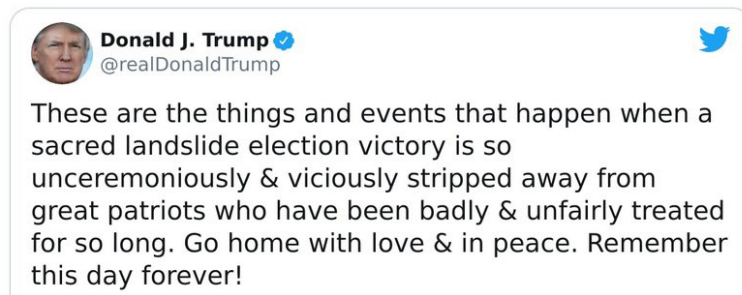 Donald J. Trump
@realDonaldTrump
These are the things and events that happen when a
sacred landslide election victory is so
unceremoniously & viciously stripped away from
great patriots who have been badly & unfairly treated
for so long. Go home with love & in peace. Remember
this day forever!